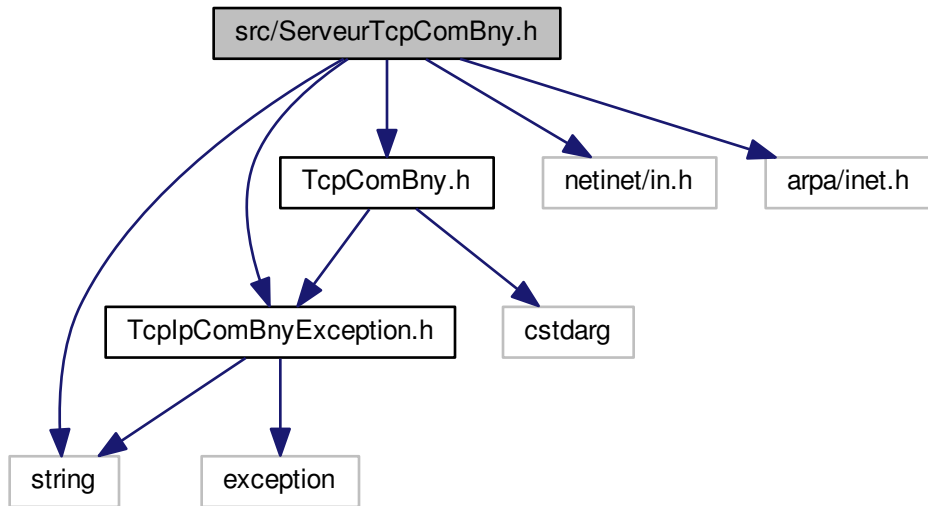 src/ServeurTcpComBny.h
TcpComBny.h
netinet/in.h
arpa/inet.h
TcpIpComBnyException.h
cstdarg
string
exception